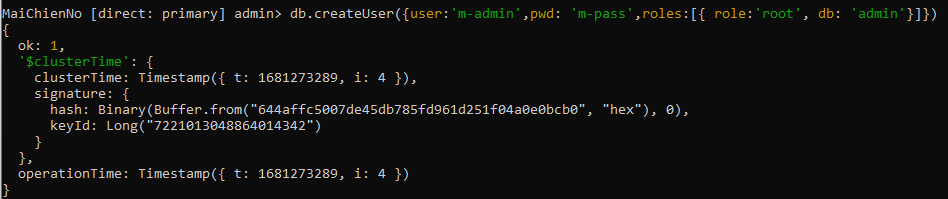 MaiChienNo [direct: primary] admin> db.createUser({user:'m-admin',pwd: 'm-pass',roles:[{ role:'root', db: 'admin'}]})
{
  ok: 1,
  '$clusterTime': {
    clusterTime: Timestamp({ t: 1681273289, i: 4 }),
    signature: {
      hash: Binary(Buffer.from("644affc5007de45db785fd961d251f04a0e0bcb0", "hex"), 0),
      keyId: Long("7221013048864014342")
    }
  },
  operationTime: Timestamp({ t: 1681273289, i: 4 })
}